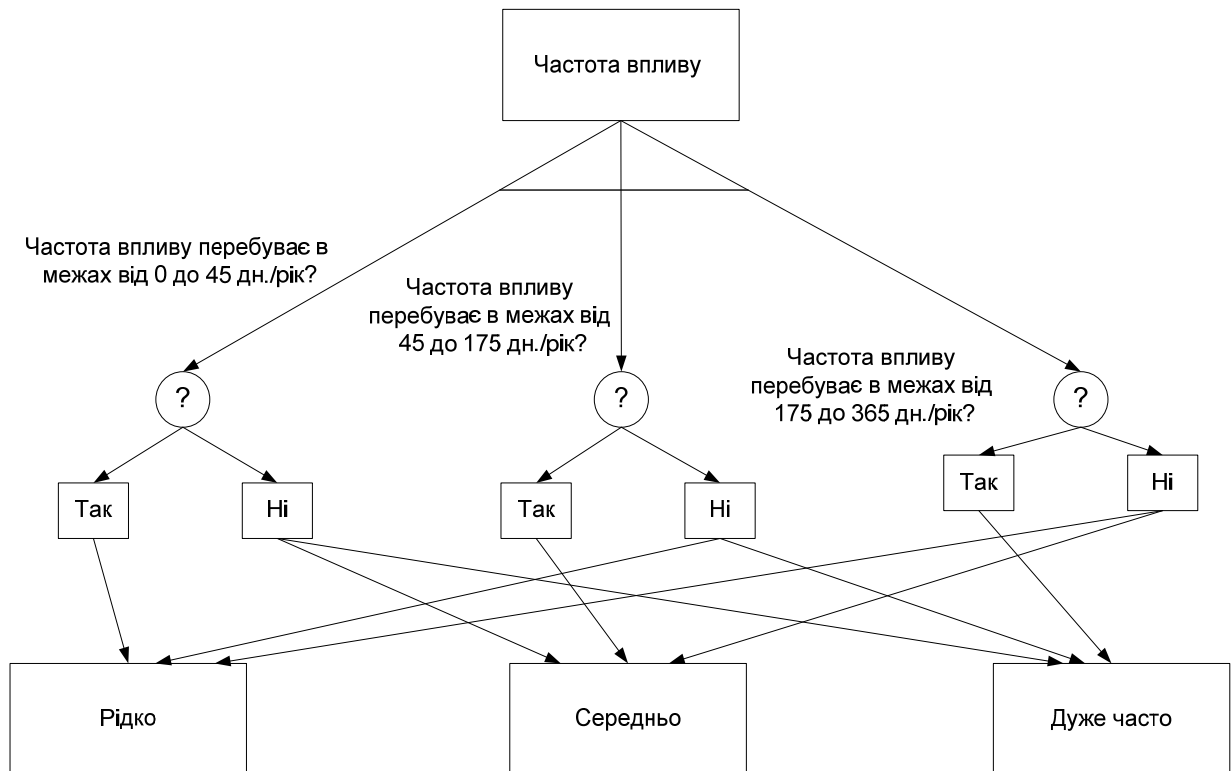 Частота впливу
Частота впливу перебуває в
межах від 0 до 45 дн./рік?
Частота впливу
перебуває в межах від
45 до 175 дн./рік?
Частота впливу
перебуває в межах від
175 до 365 дн./рік?
?
?
?
Так
Ні
Так
Ні
Так
Ні
Рідко
Середньо
Дуже часто